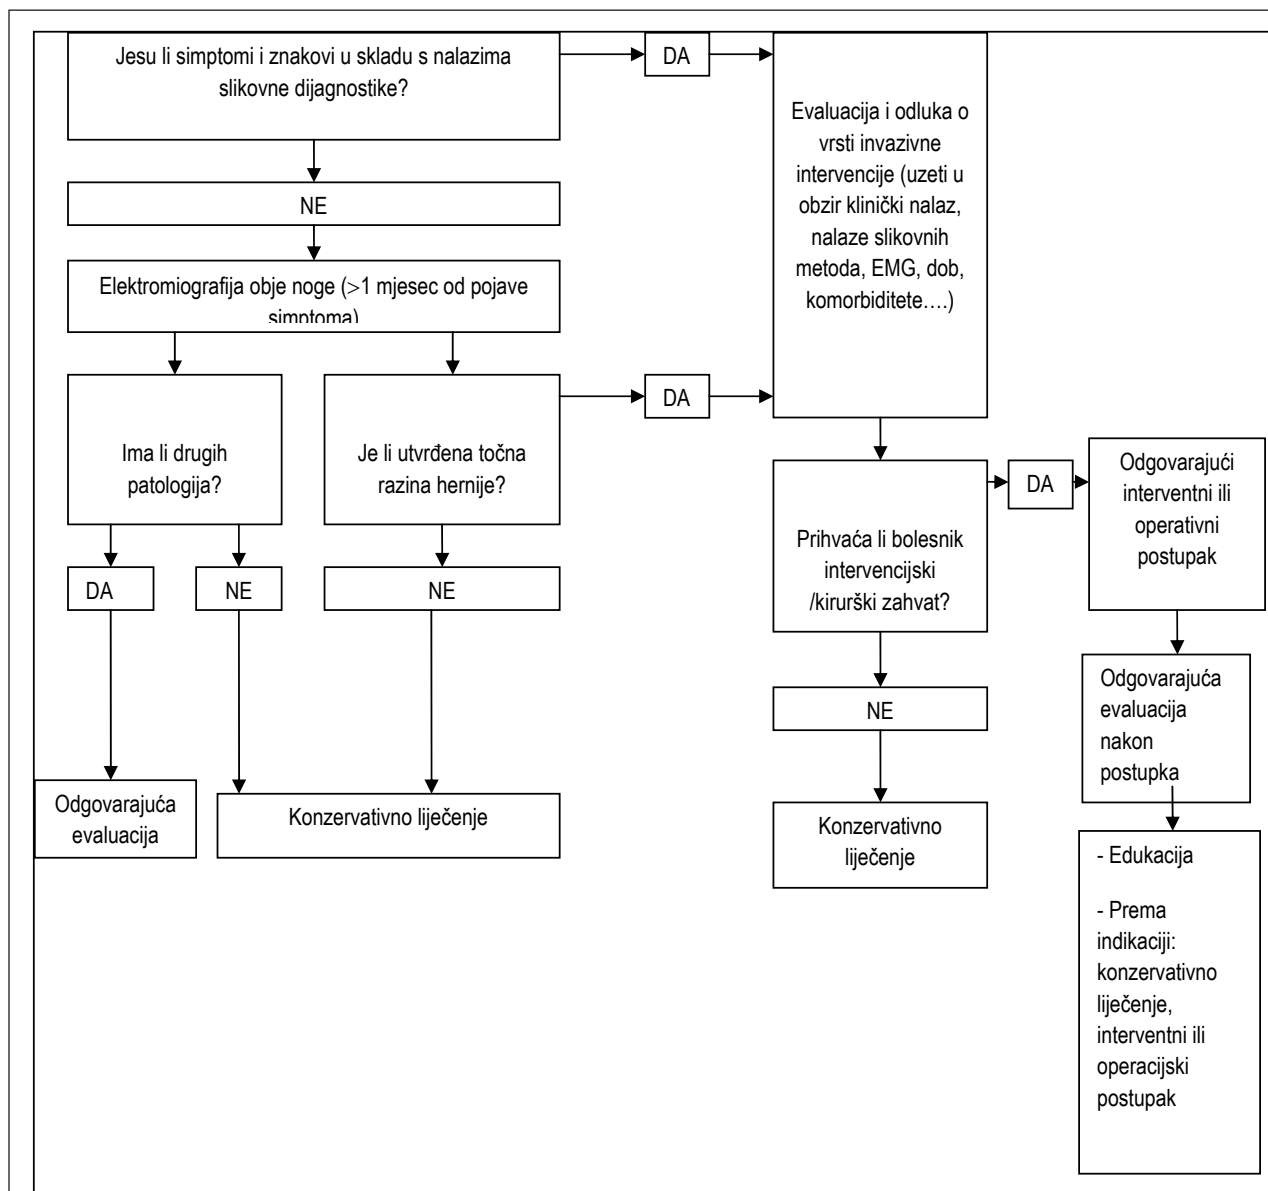 Jesu li simptomi i znakovi u skladu s nalazima
slikovne dijagnostike?
DA
Evaluacija i odluka o
vrsti invazivne
intervencije (uzeti u
obzir klinički nalaz,
nalaze slikovnih
metoda, EMG, dob,
komorbiditete….)
NE
Elektromiografija obje noge (>1 mjesec od pojave
simptoma)
Ima li drugih
patologija?
Je li utvrđena točna
razina hernije?
DA
Prihvaća li bolesnik
intervencijski
/kirurški zahvat?
DA
Odgovarajući
interventni ili
operativni
postupak
DA
NE
NE
NE
Odgovarajuća
evaluacija
nakon
postupka
Odgovarajuća
evaluacija
Konzervativno liječenje
Konzervativno
liječenje
- Edukacija
- Prema
indikaciji:
konzervativno
liječenje,
interventni ili
operacijski
postupak